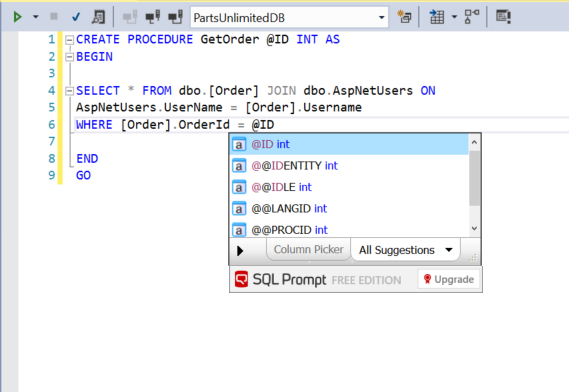 PartsUnlimitedDB
1 CREATE PROCEDURE GetOrder @ID INT AS
2 BEGIN
3
4 SELECT * FROM dbo.[Order] JOIN dbo.AspNetUsers ON
5 AspNetUsers.UserName = [Order].Username
6 WHERE [Order].OrderId = @ID
7
8 END
9 GO
@ID int
@@IDENTITY int
@@IDLE int
@@LANGID int
@@PROCID int
Column Picker All Suggestions
SQL Prompt FREE EDITION Upgrade